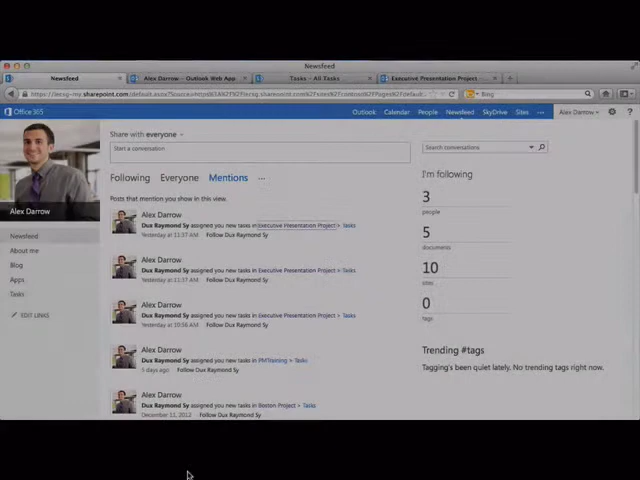 Newsfeed
Newsfeed
Alex Darrow – Outlook Web App
Tasks - All Tasks
Executive Presentation Project
Bing
Office 365
Outlook Calendar People Newsfeed SkyDrive Sites ...
Alex Darrow
?
Share with everyone
Start a conversation
Search conversations
Alex Darrow
Following Everyone Mentions ...
Posts that mention you show in this view.
I'm following
3
people
5
documents
10
sites
0
tags
Newsfeed
About me
Blog
Apps
Tasks
EDIT LINKS
Alex Darrow
Dux Raymond Sy assigned you new tasks in Executive Presentation Project > Tasks
Yesterday at 11:37 AM Follow Dux Raymond Sy
Alex Darrow
Dux Raymond Sy assigned you new tasks in Executive Presentation Project > Tasks
Yesterday at 11:37 AM Follow Dux Raymond Sy
Alex Darrow
Dux Raymond Sy assigned you new tasks in Executive Presentation Project > Tasks
Yesterday at 10:56 AM Follow Dux Raymond Sy
Alex Darrow
Dux Raymond Sy assigned you new tasks in PMTraining > Tasks
5 days ago Follow Dux Raymond Sy
Alex Darrow
Dux Raymond Sy assigned you new tasks in Boston Project > Tasks
December 13, 2012 Follow Dux Raymond Sy
Trending #tags
Tagging's been quiet lately. No trending tags right now.